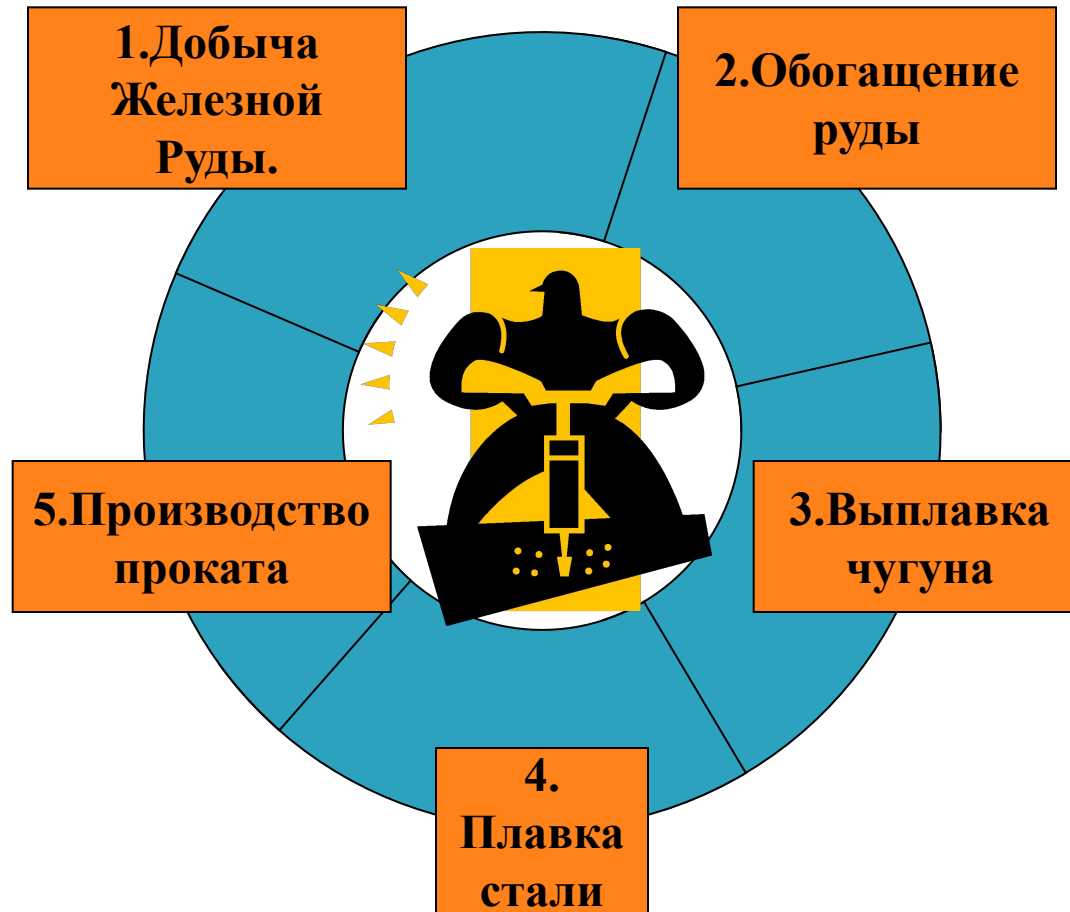 1.Добыча
Железной
Руды.
2.Обогащение
руды
3.Выплавка
чугуна
4.
Плавка
стали
5.Производство
проката